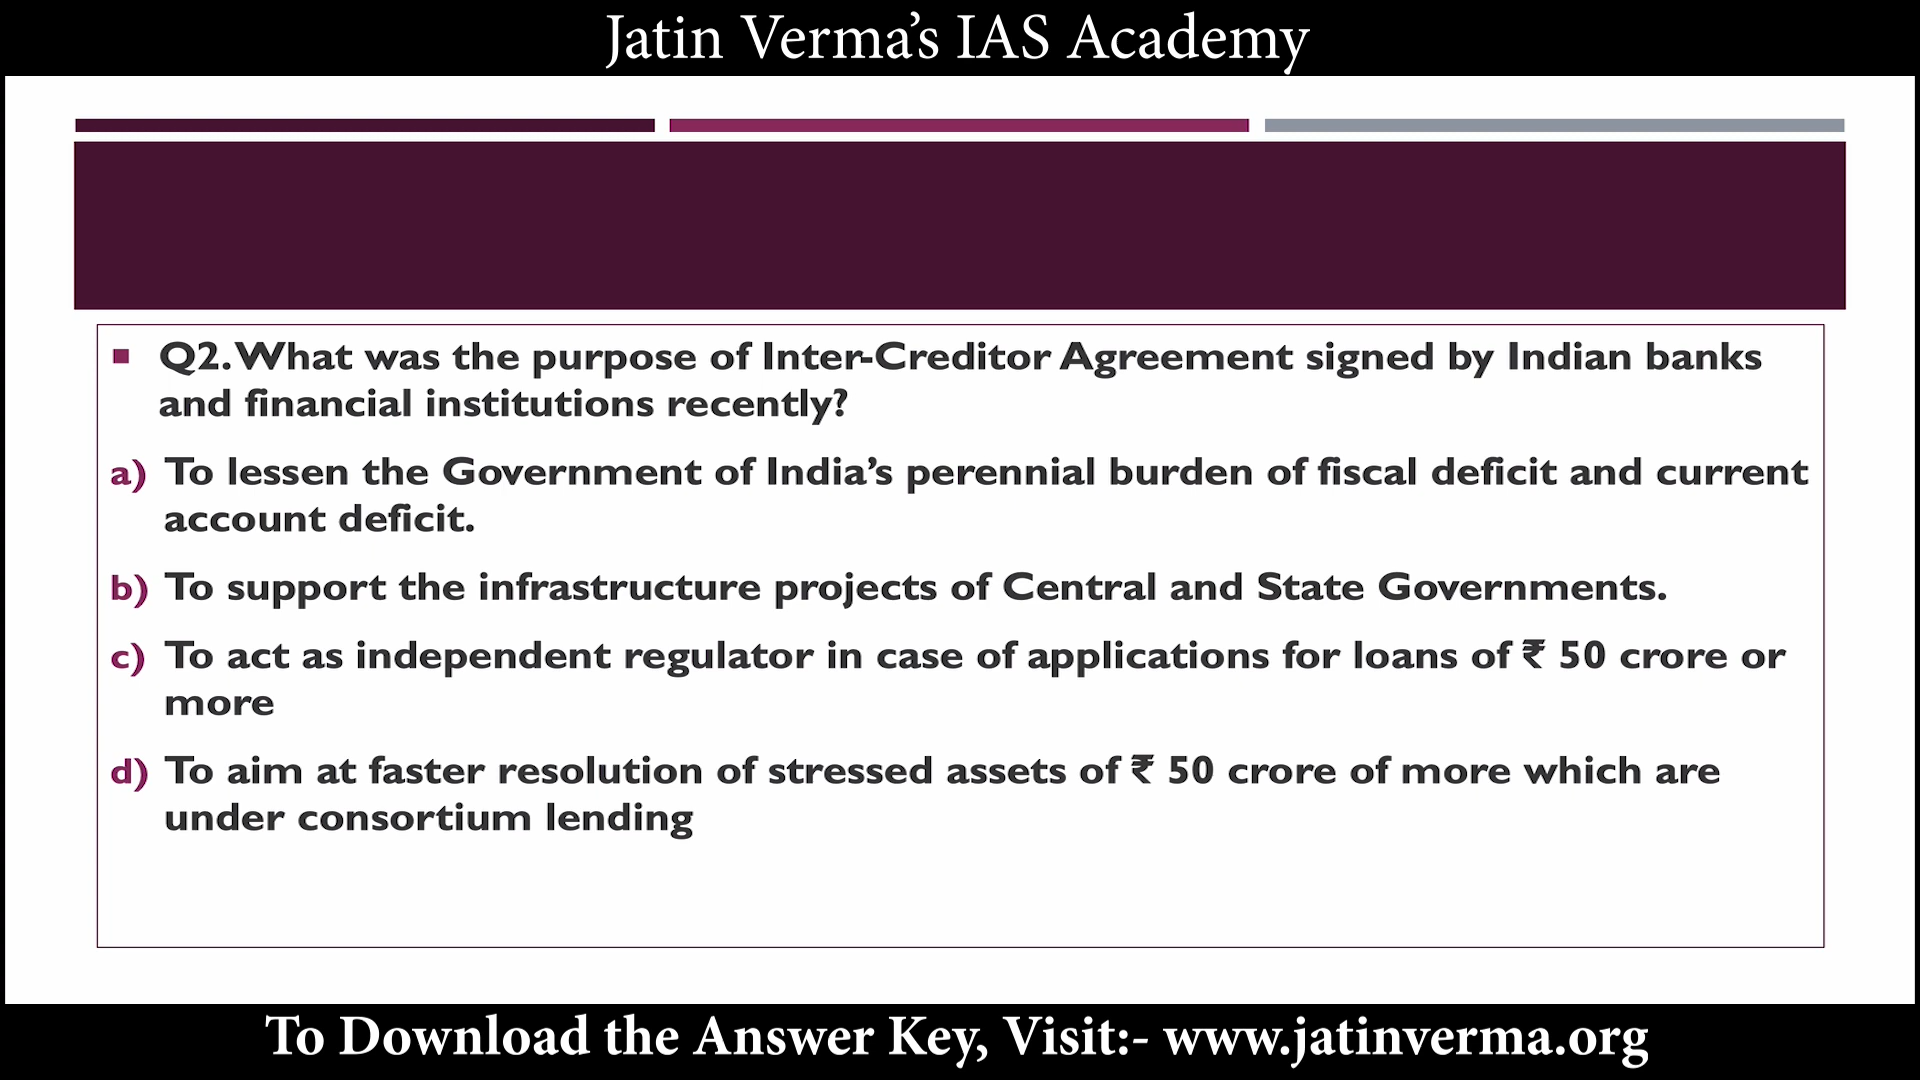 Jatin Verma’s IAS Academy
▪ Q2. What was the purpose of Inter-Creditor Agreement signed by Indian banks
and financial institutions recently?
a) To lessen the Government of India’s perennial burden of fiscal deficit and current
account deficit.
b) To support the infrastructure projects of Central and State Governments.
c) To act as independent regulator in case of applications for loans of ₹ 50 crore or
more
d) To aim at faster resolution of stressed assets of ₹ 50 crore of more which are
under consortium lending
To Download the Answer Key, Visit:- www.jatinverma.org